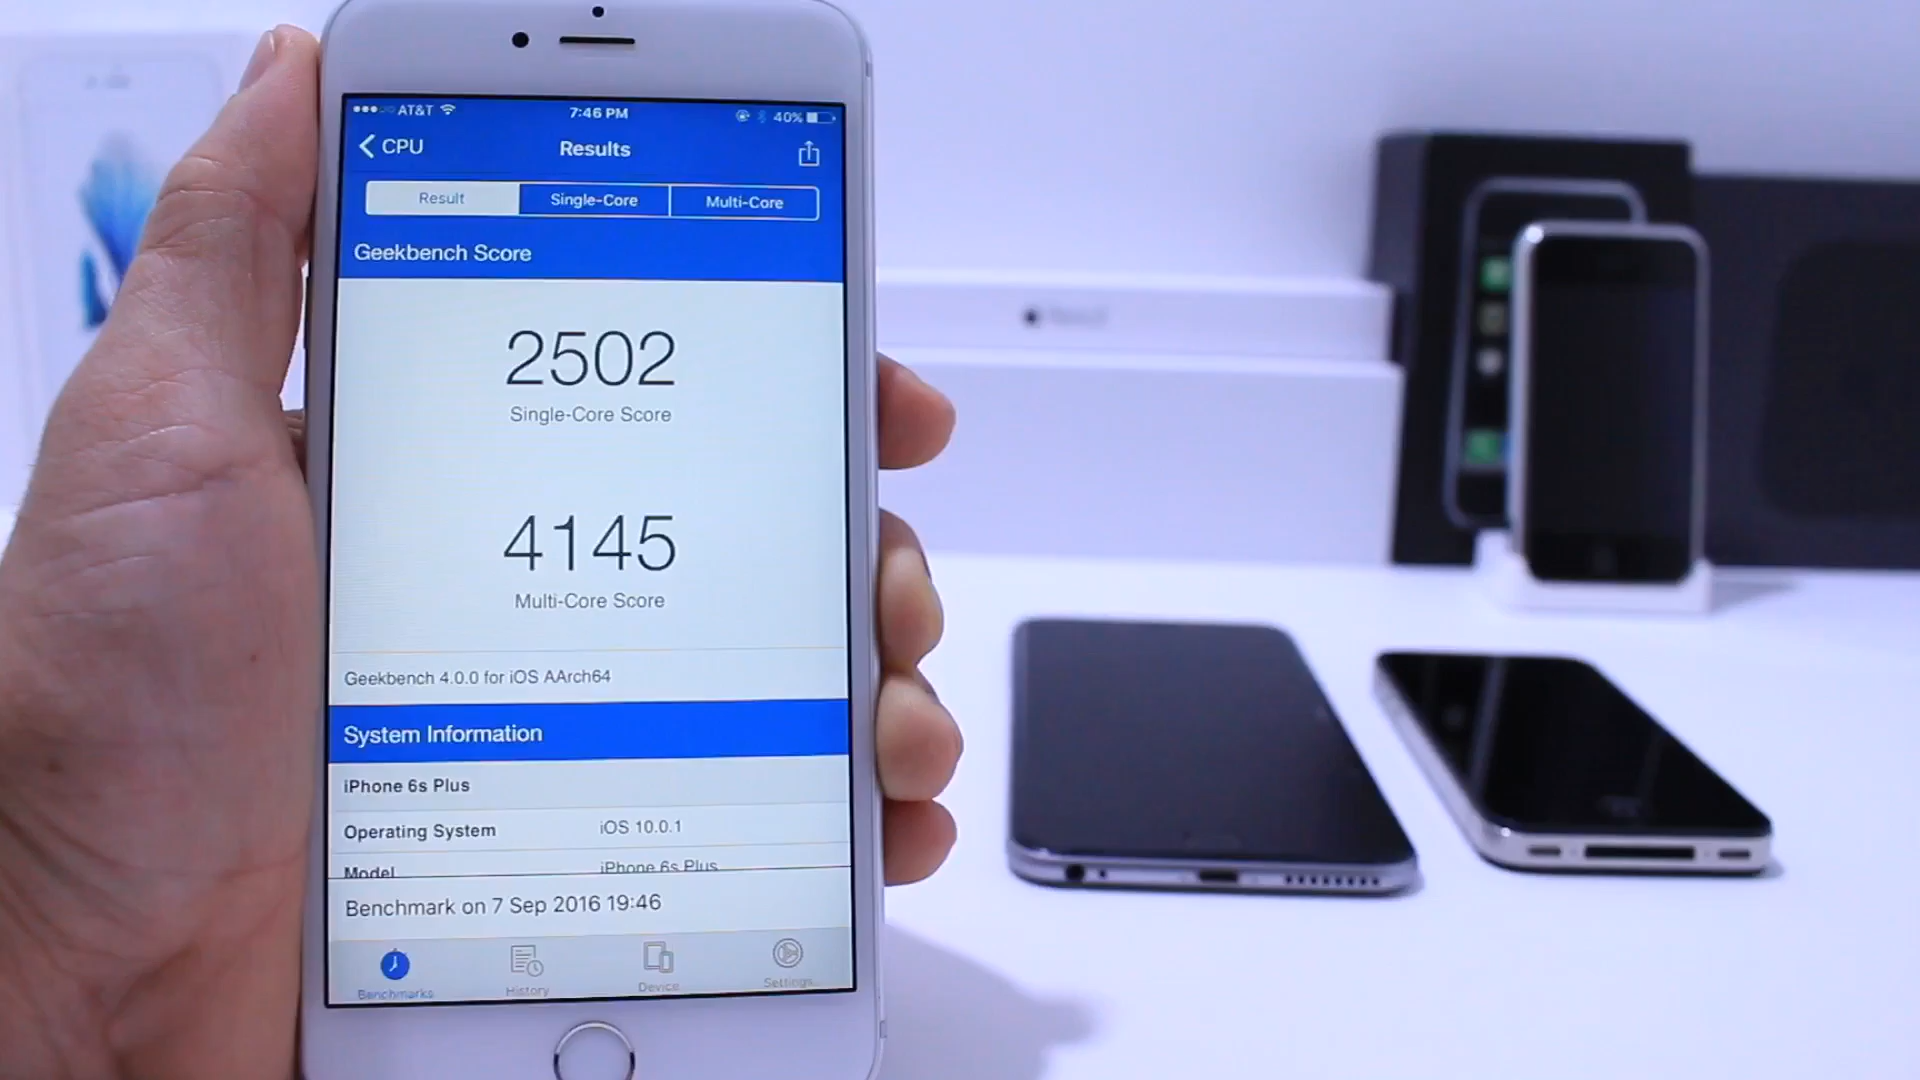 AT&T 7:46 PM 40%
CPU Results
Result Single-Core Multi-Core
Geekbench Score
2502
Single-Core Score
4145
Multi-Core Score
Geekbench 4.0.0 for iOS AArch64
System Information
iPhone 6s Plus
Operating System iOS 10.0.1
Model iPhone 6s Plus
Benchmark on 7 Sep 2016 19:46
Benchmarks History Device Settings